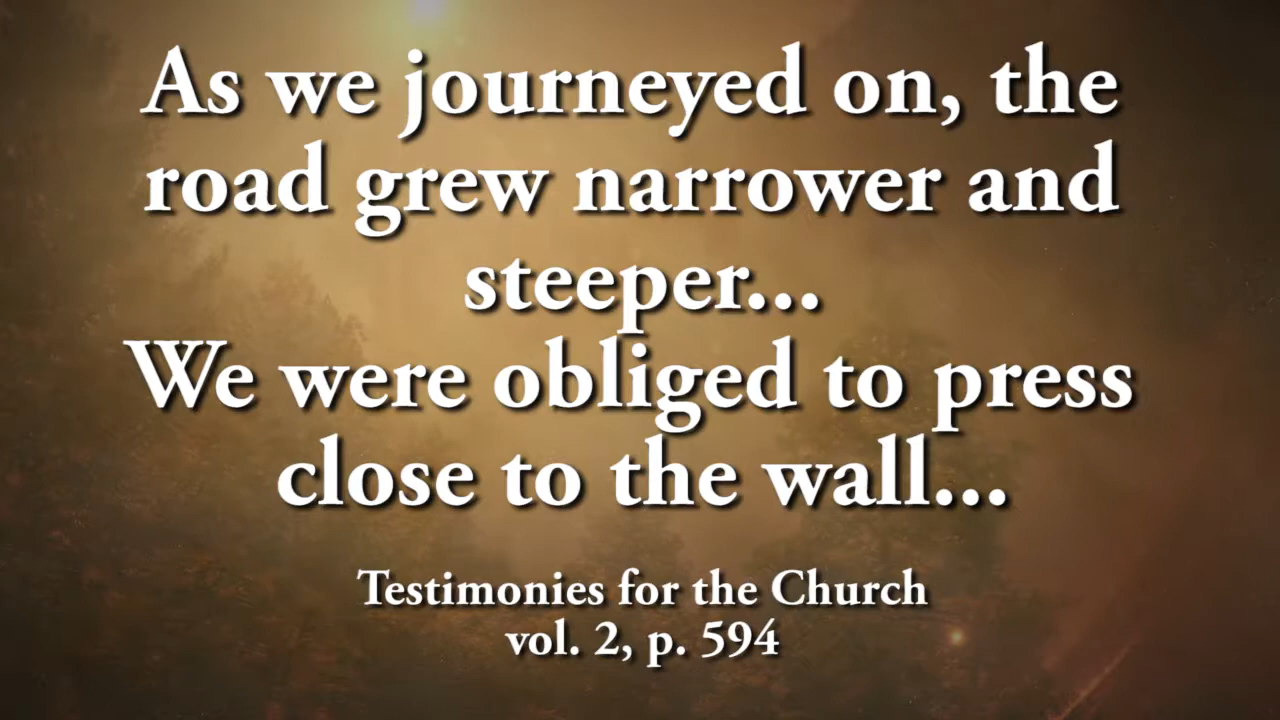 As we journeyed on, the
road grew narrower and
steeper...
We were obliged to press
close to the wall...
Testimonies for the Church
vol. 2, p. 594